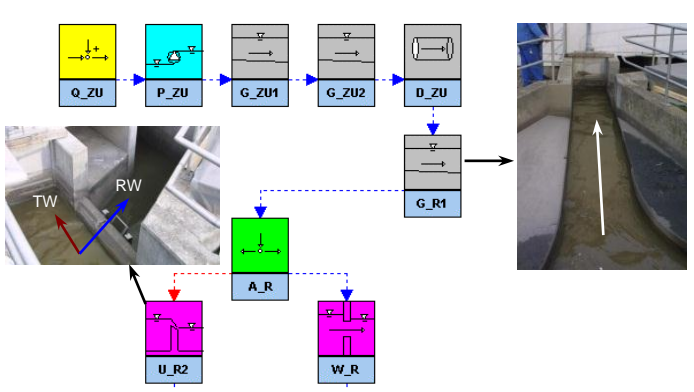 Q_ZU
P_ZU
G_ZU1
G_ZU2
D_ZU
RW
TW
G_R1
A_R
U_R2
W_R